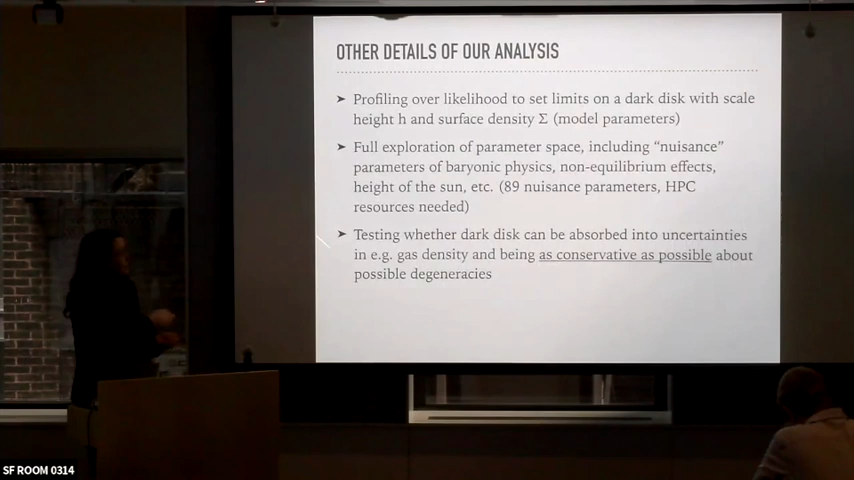 OTHER DETAILS OF OUR ANALYSIS
➤ Profiling over likelihood to set limits on a dark disk with scale
height h and surface density Σ (model parameters)
➤ Full exploration of parameter space, including “nuisance”
parameters of baryonic physics, non-equilibrium effects,
height of the sun, etc. (89 nuisance parameters, HPC
resources needed)
➤ Testing whether dark disk can be absorbed into uncertainties
in e.g. gas density and being as conservative as possible about
possible degeneracies
SF ROOM 0314